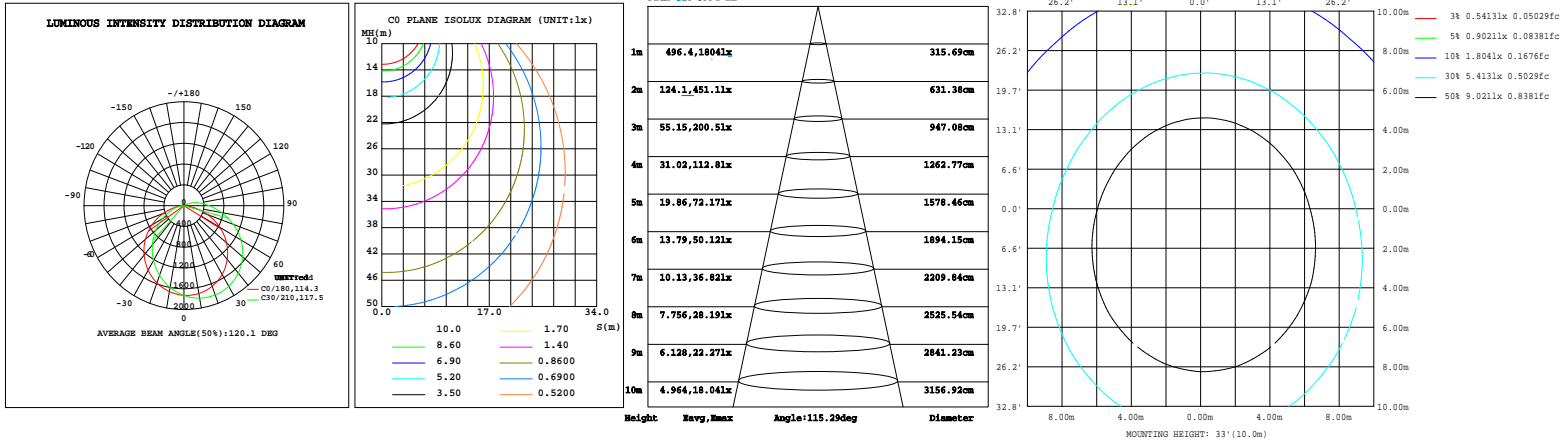 LUMINOUS INTENSITY DISTRIBUTION DIAGRAM
-/+180
-150 150
-120 120
-90 90
-60 60
-30 30
0
0
400
800
1200
1600
2000
C0/180,114.3
C30/210,117.5
AVERAGE BEAM ANGLE(50%):120.1 DEG
C0 PLANE ISOLUX DIAGRAM (UNIT:lx)
MH(m)
10
14
18
22
26
30
34
38
42
46
50
0.0 17.0 34.0
S(m)
10.0 1.70
8.60 1.40
6.90 0.8600
5.20 0.6900
3.50 0.5200
1m 496.4,1804lx 315.69cm
2m 124.1,451.1lx 631.38cm
3m 55.15,200.5lx 947.08cm
4m 31.02,112.8lx 1262.77cm
5m 19.86,72.17lx 1578.46cm
6m 13.79,50.12lx 1894.15cm
7m 10.13,36.82lx 2209.84cm
8m 7.756,28.19lx 2525.54cm
9m 6.128,22.27lx 2841.23cm
10m 4.964,18.04lx 3156.92cm
Height Eavg,Emax Angle:115.29deg Diameter
26.2' 13.1' 0.0' 13.1' 26.2'
32.8' 10.00m
26.2' 8.00m
19.7' 6.00m
13.1' 4.00m
6.6' 2.00m
0.0' 0.00m
6.6' 2.00m
13.1' 4.00m
19.7' 6.00m
26.2' 8.00m
32.8' 10.00m
8.00m 4.00m 0.00m 4.00m 8.00m
MOUNTING HEIGHT: 33'(10.0m)
3% 0.5413lx 0.05029fc
5% 0.9021lx 0.08381fc
10% 1.804lx 0.1676fc
30% 5.413lx 0.5029fc
50% 9.021lx 0.8381fc